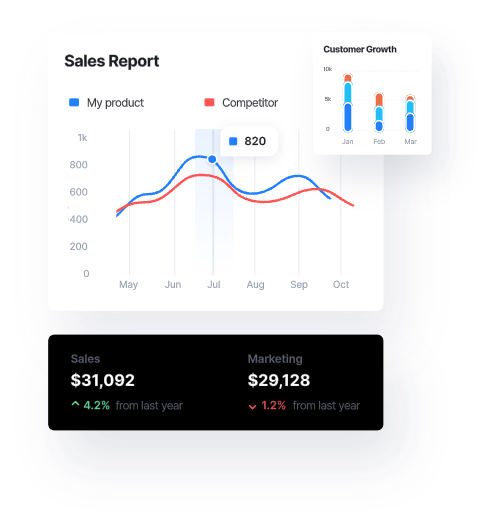 Customer Growth
Sales Report
10k
My product
Competitor
5k
0
Jan Feb Mar
1k
820
800
600
400
200
0
May Jun Jul Aug Sep Oct
Sales Marketing
$31,092 $29,128
4.2% from last year 1.2% from last year